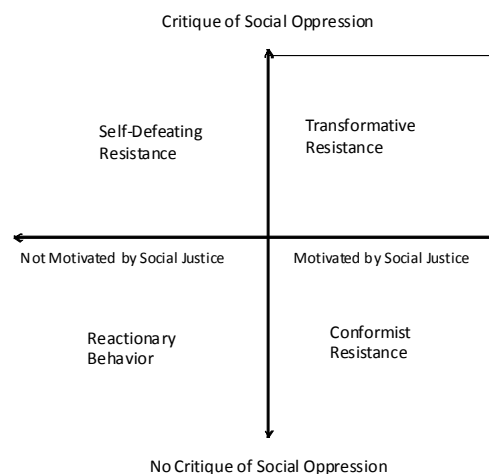 Critique of Social Oppression
Self-Defeating
Resistance
Transformative
Resistance
Not Motivated by Social Justice
Motivated by Social Justice
Reactionary
Behavior
Conformist
Resistance
No Critique of Social Oppression